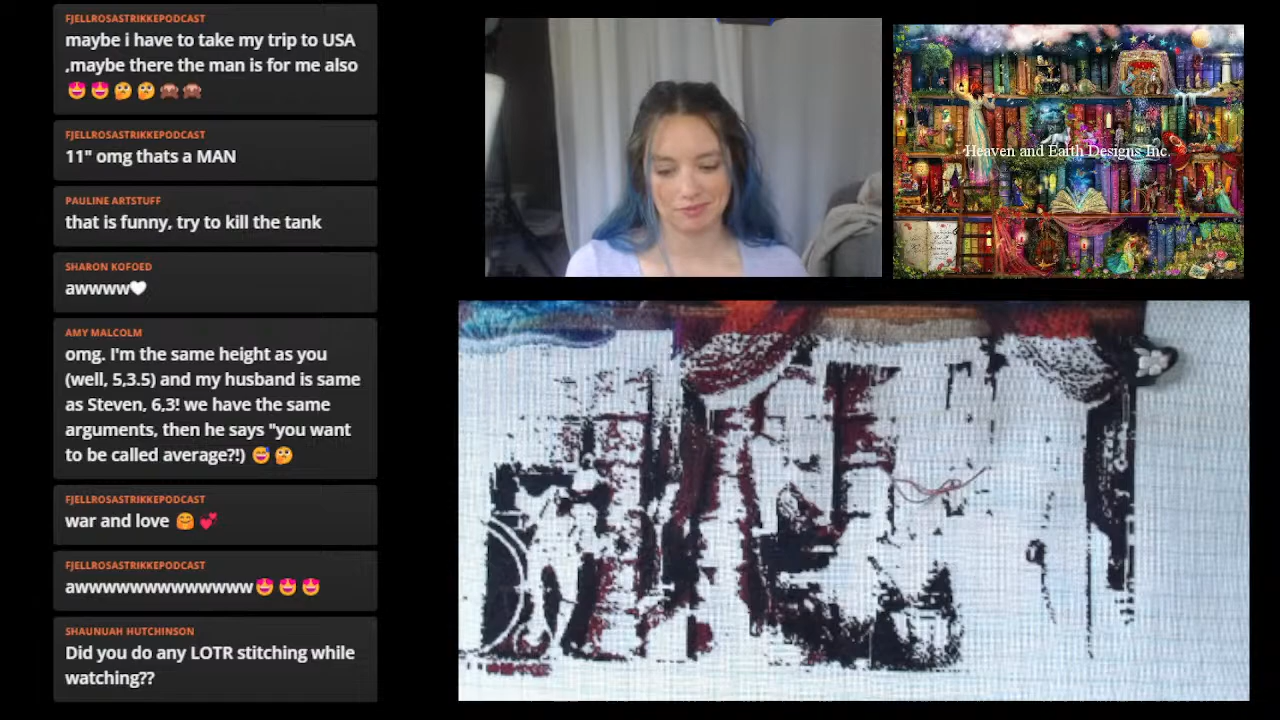 FJELLROSASTRIKKEPODCAST
maybe i have to take my trip to USA
,maybe there the man is for me also
😍 😍 🤔 🤔 🙈 🙈
FJELLROSASTRIKKEPODCAST
11" omg thats a MAN
PAULINE ARTSTUFF
that is funny, try to kill the tank
SHARON KOFOED
awwww🤍
AMY MALCOLM
omg. I'm the same height as you
(well, 5,3.5) and my husband is same
as Steven, 6,3! we have the same
arguments, then he says "you want
to be called average?!) 😅 🤔
FJELLROSASTRIKKEPODCAST
war and love 🤗 💞
FJELLROSASTRIKKEPODCAST
awwwwwwwwwwwwww😍 😍 😍
SHAUNUAH HUTCHINSON
Did you do any LOTR stitching while
watching??
Heaven and Earth Designs Inc.